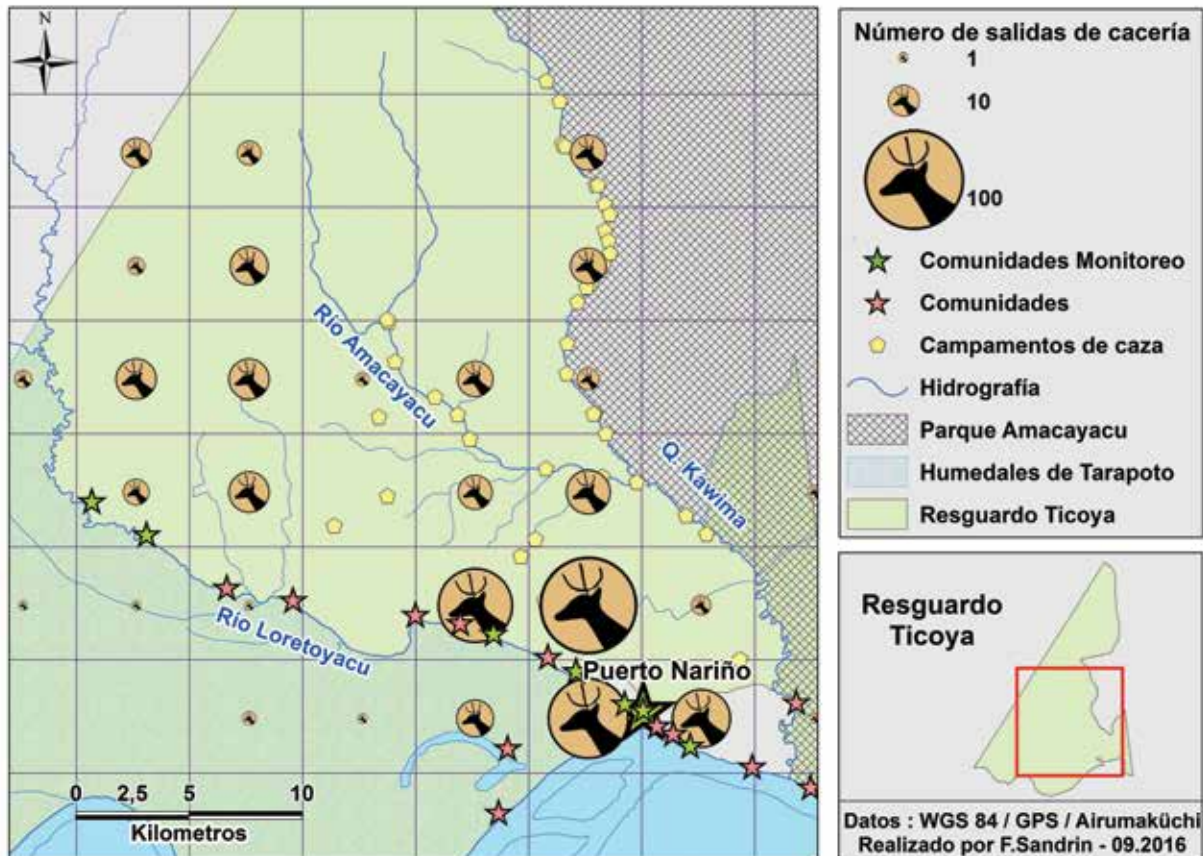 N
Río Amacayacu
Q. Kawima
Río Loretoyacu
Puerto Nariño
0 2,5 5 10
Kilometros
Número de salidas de cacería
1
10
100
Comunidades Monitoreo
Comunidades
Campamentos de caza
Hidrografía
Parque Amacayacu
Humedales de Tarapoto
Resguardo Ticoya
Resguardo
Ticoya
Datos : WGS 84 / GPS / Airumaküchi
Realizado por F.Sandrin - 09.2016